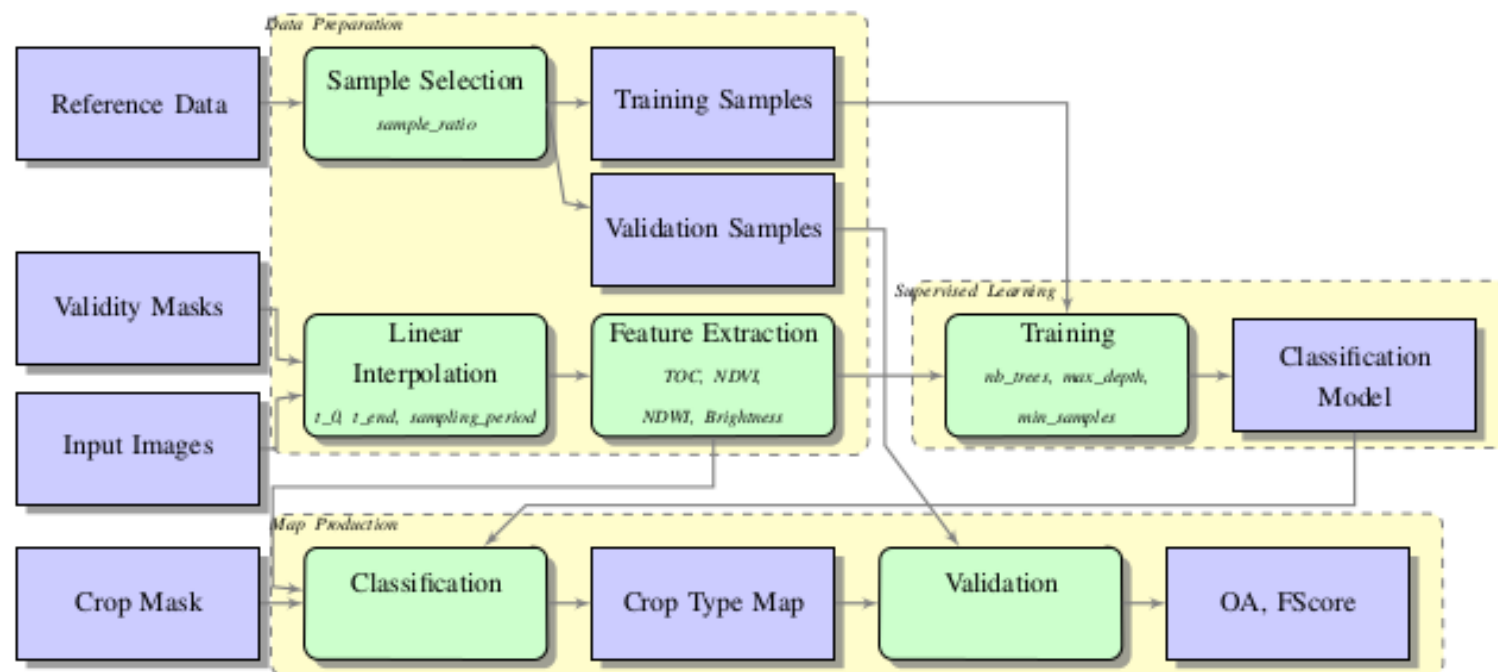 Data Preparation
Reference Data
Sample Selection
sample_ratio
Training Samples
Validation Samples
Validity Masks
Input Images
Linear
Interpolation
t_0, t_end, sampling_period
Feature Extraction
TOC, NDVI,
NDWI, Brightness
Supervised Learning
Training
nb_trees, max_depth,
min_samples
Classification
Model
Map Production
Crop Mask
Classification
Crop Type Map
Validation
OA, FScore